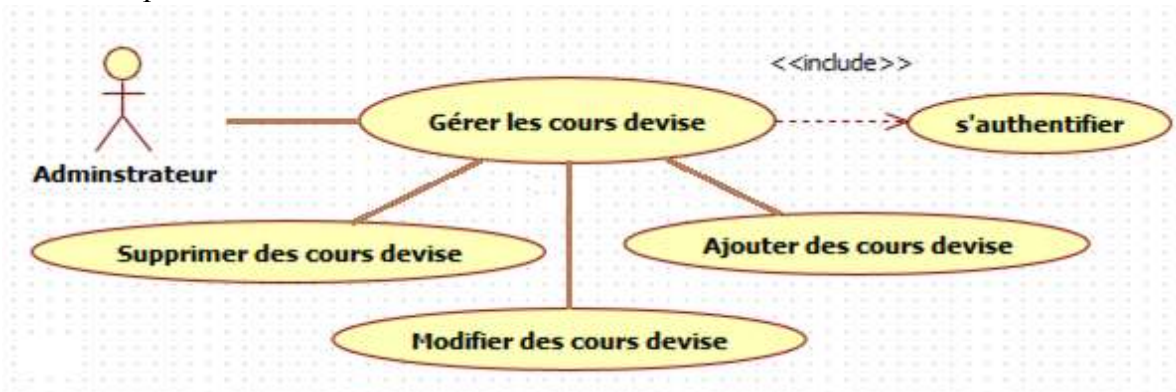 <<include>>
Gérer les cours devise
s'authentifier
Adminstrateur
Supprimer des cours devise
Ajouter des cours devise
Modifier des cours devise